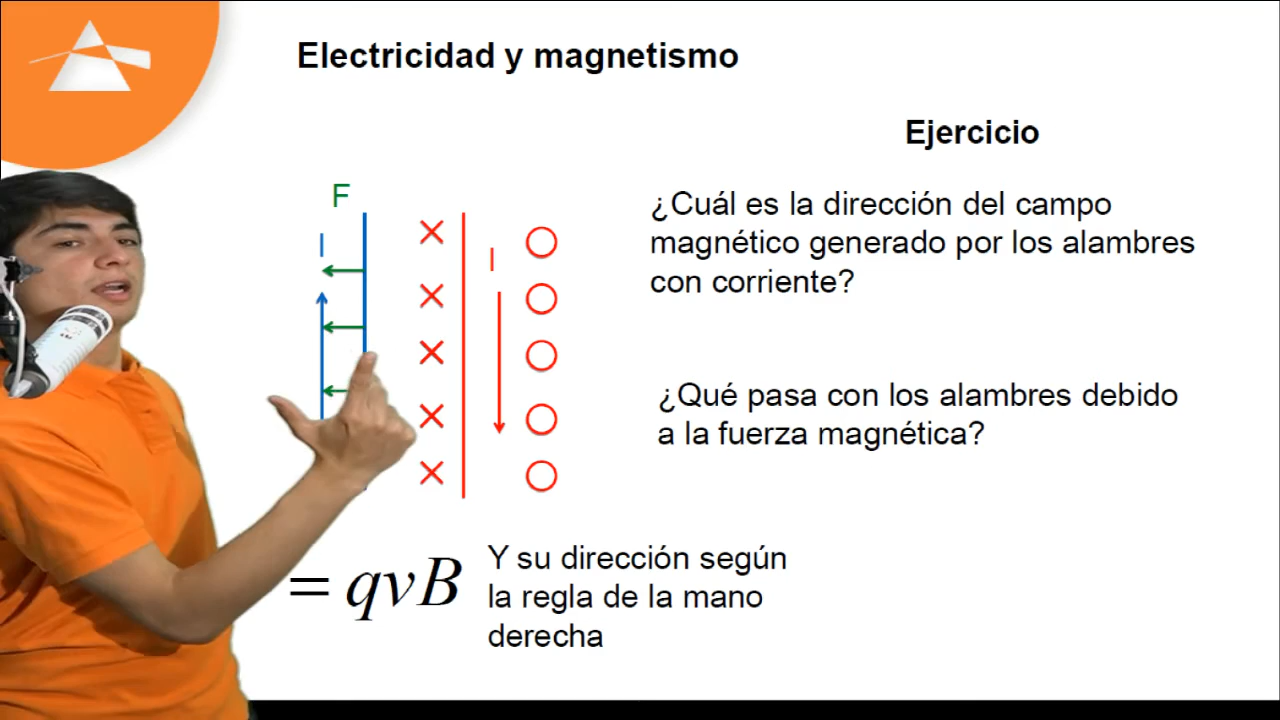 Electricidad y magnetismo
Ejercicio
F
I
I
¿Cuál es la dirección del campo
magnético generado por los alambres
con corriente?
¿Qué pasa con los alambres debido
a la fuerza magnética?
= qvB
Y su dirección según
la regla de la mano
derecha